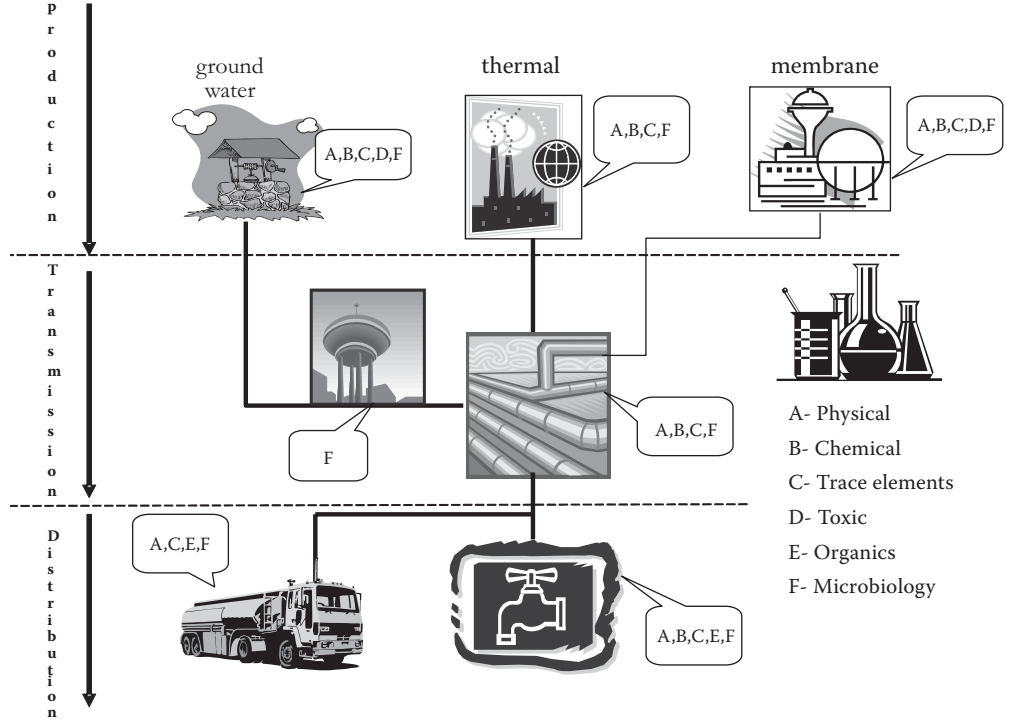 production
ground
water
thermal
membrane
A,B,C,D,F
A,B,C,F
A,B,C,D,F
Transmission
F
A,B,C,F
A- Physical
B- Chemical
C- Trace elements
D- Toxic
E- Organics
F- Microbiology
Distribution
A,C,E,F
A,B,C,E,F